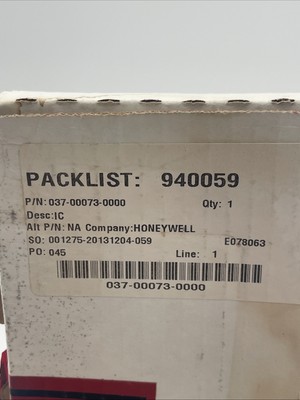 PACKLIST: 940059
P/N: 037-00073-0000 Qty: 1
Desc:IC
Alt P/N: NA Company:HONEYWELL
SO: 001275-20131204-059 E078063
PO: 045 Line: 1
037-00073-0000